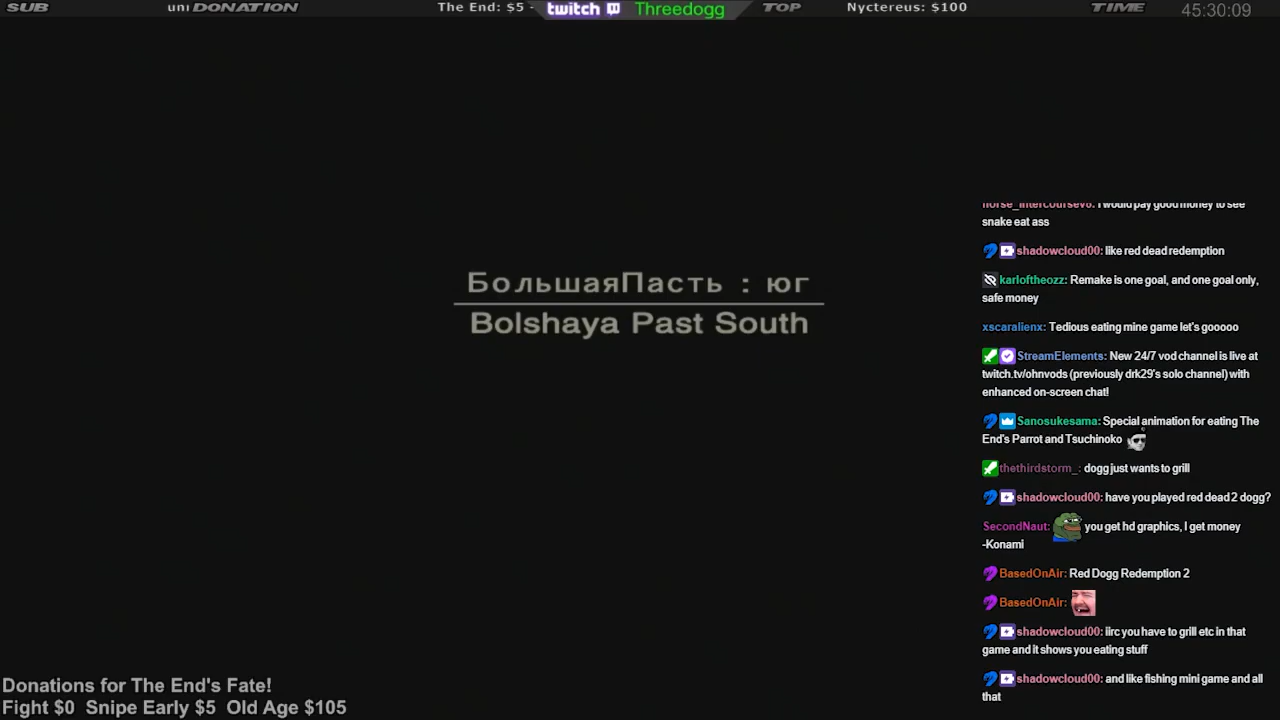 SUB uni DONATION The End: $5 - twitch Threedogg TOP Nyctereus: $100 TIME 45:30:09
БольшаяПасть : юг
Bolshaya Past South
horse_intercourse: I would pay good money to see
snake eat ass
shadowcloud00: like red dead redemption
karloftheozz: Remake is one goal, and one goal only,
safe money
xscaralienx: Tedious eating mine game let's gooooo
StreamElements: New 24/7 vod channel is live at
twitch.tv/ohnvods (previously drk29's solo channel) with
enhanced on-screen chat!
Sanosukesama: Special animation for eating The
End's Parrot and Tsuchinoko
thethirdstorm_: dogg just wants to grill
shadowcloud00: have you played red dead 2 dogg?
SecondNaut: you get hd graphics, I get money
-Konami
BasedOnAir: Red Dogg Redemption 2
BasedOnAir:
shadowcloud00: iirc you have to grill etc in that
game and it shows you eating stuff
shadowcloud00: and like fishing mini game and all
that
Donations for The End's Fate!
Fight $0 Snipe Early $5 Old Age $105